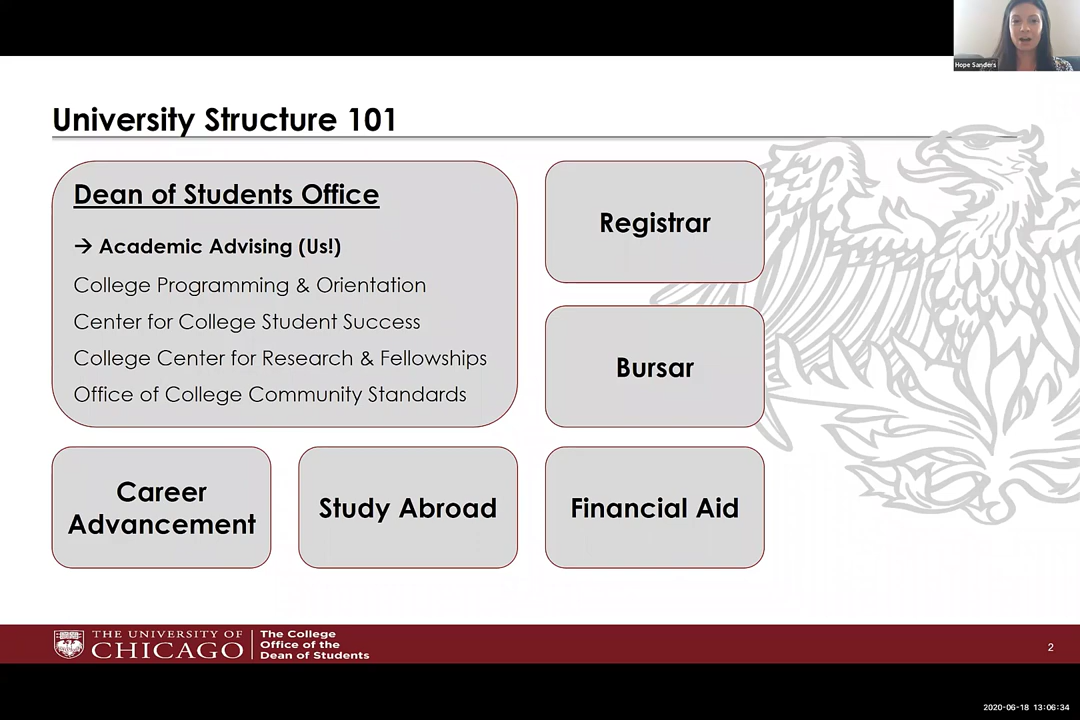 Hope Sanders
University Structure 101
Dean of Students Office
→ Academic Advising (Us!)
College Programming & Orientation
Center for College Student Success
College Center for Research & Fellowships
Office of College Community Standards
Registrar
Bursar
Career
Advancement
Study Abroad
Financial Aid
THE UNIVERSITY OF
CHICAGO
The College
Office of the
Dean of Students
2
2020-06-18 13:06:34